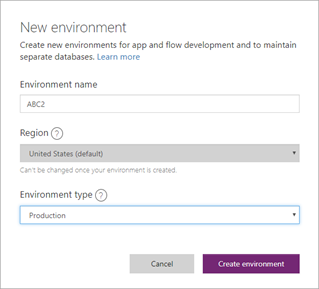 New environment
Create new environments for app and flow development and to maintain
separate databases. Learn more
Environment name
ABC2
Region ?
United States (default)
Can't be changed once your environment is created.
Environment type ?
Production
Cancel
Create environment